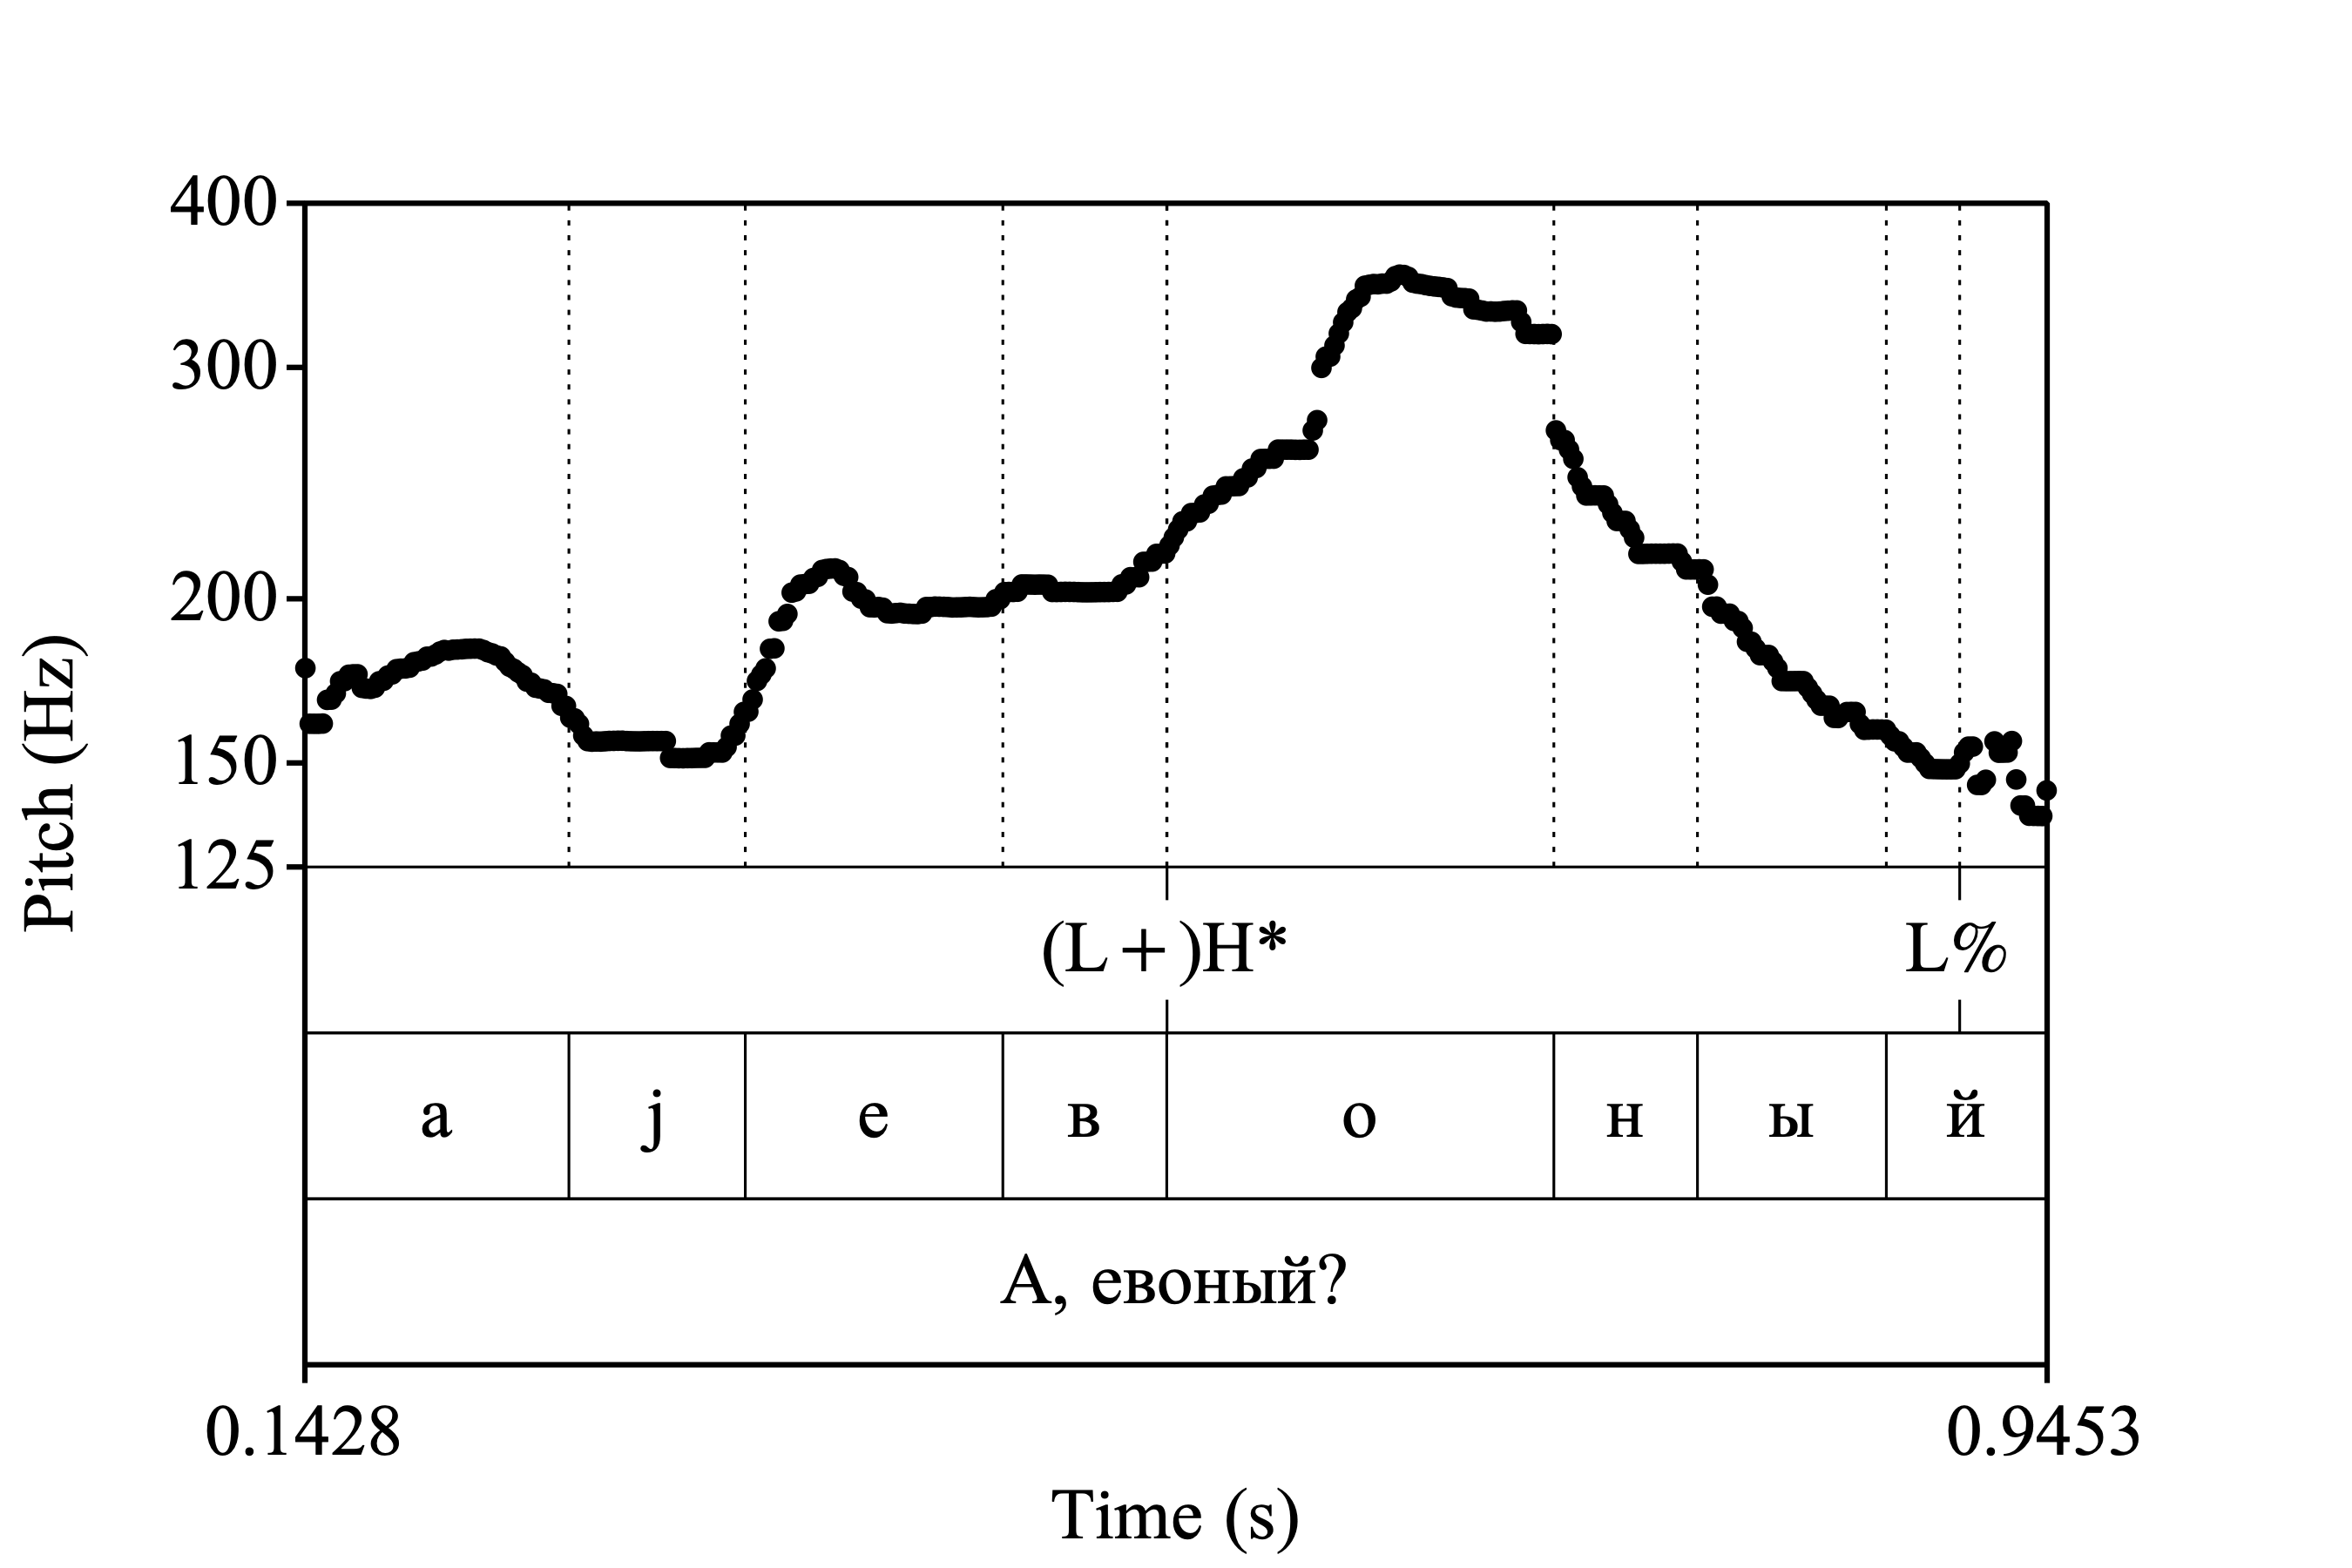 400
300
200
150
125
Pitch (Hz)
(L +)H* L%
a j e в о н ы й
А, евоный?
0.1428 0.9453
Time (s)